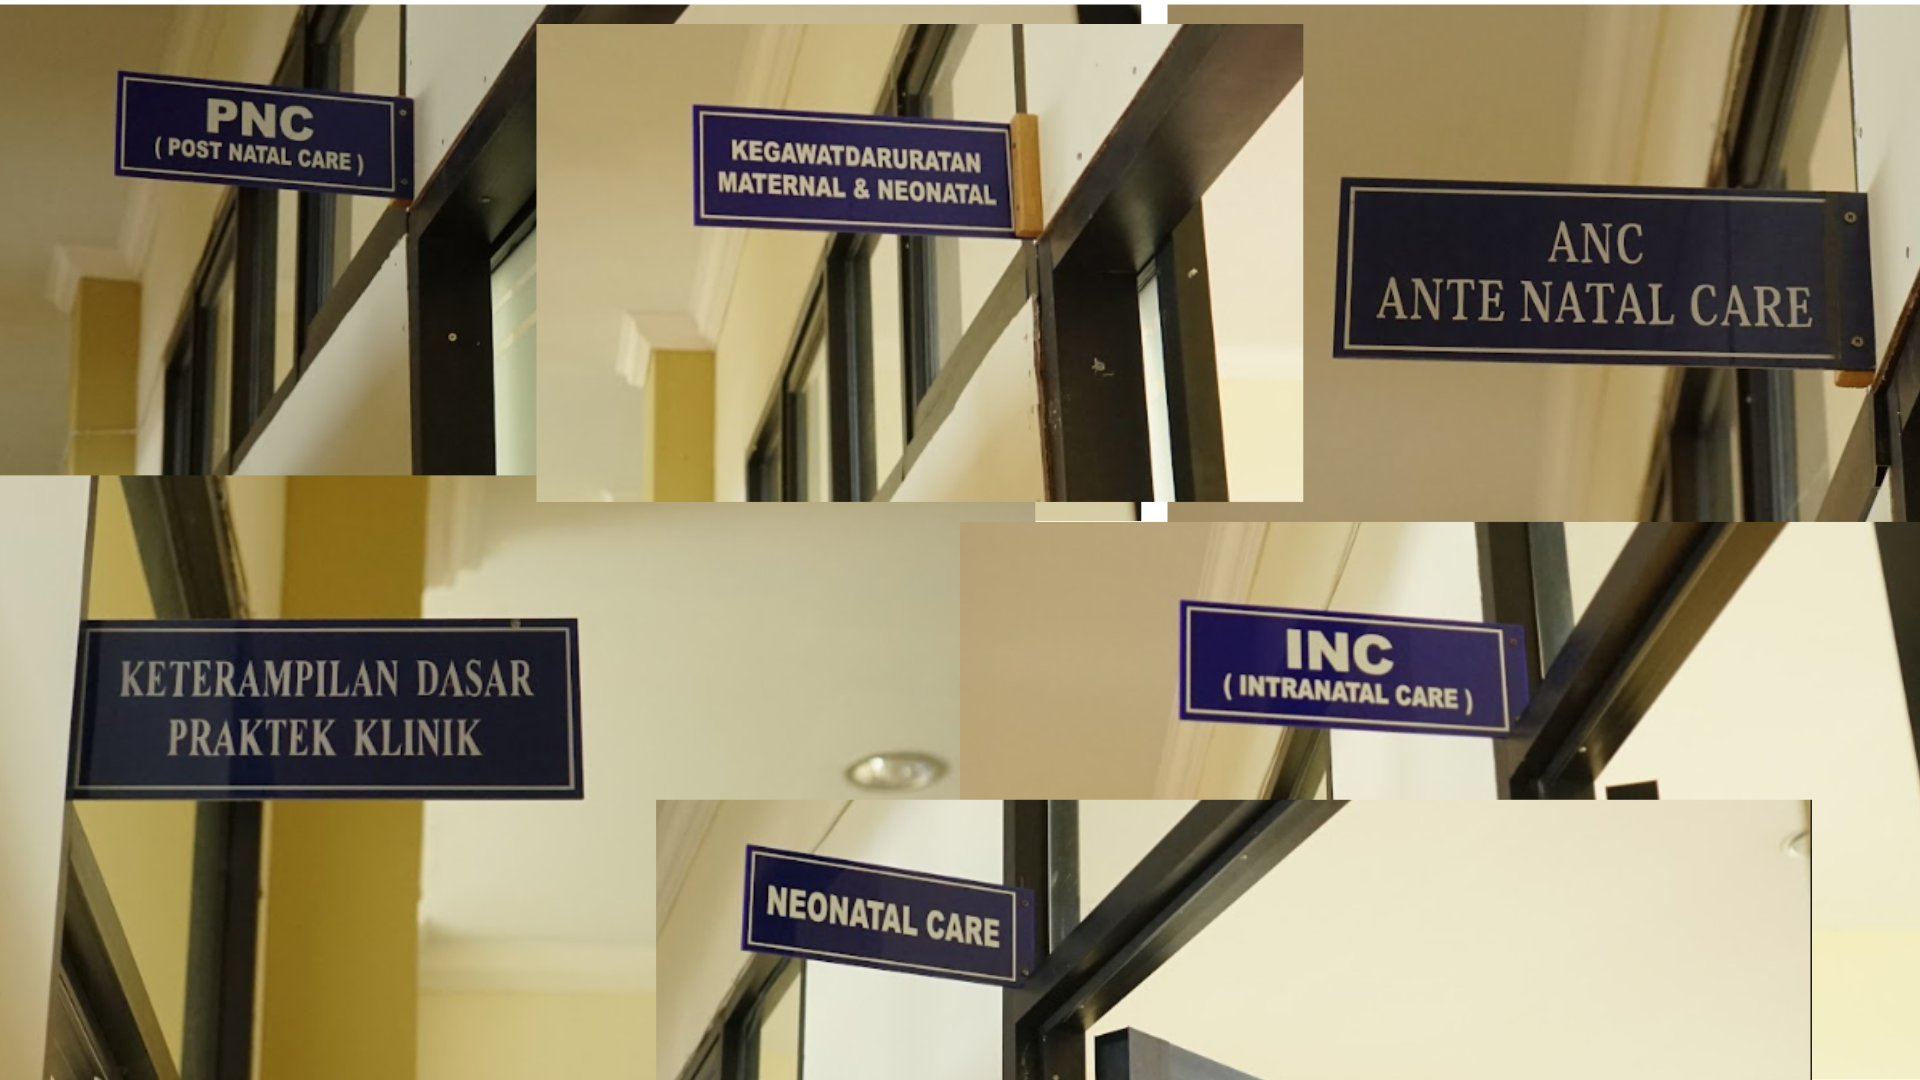 PNC
( POST NATAL CARE )
KEGAWATDARURATAN
MATERNAL & NEONATAL
ANC
ANTE NATAL CARE
KETERAMPILAN DASAR
PRAKTEK KLINIK
INC
( INTRANATAL CARE )
NEONATAL CARE